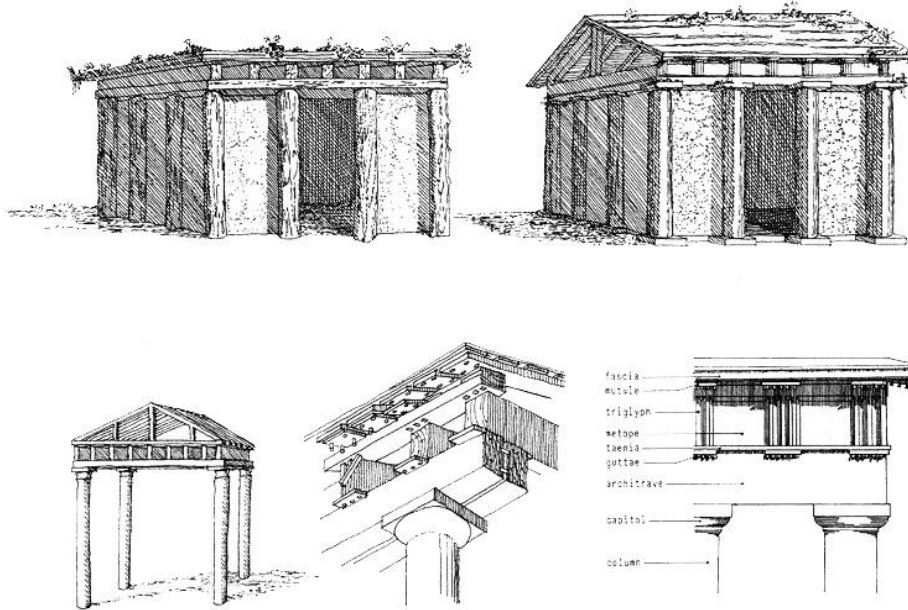 fascia
mutule
triglyph
metope
taenia
guttae
architrave
capitol
column